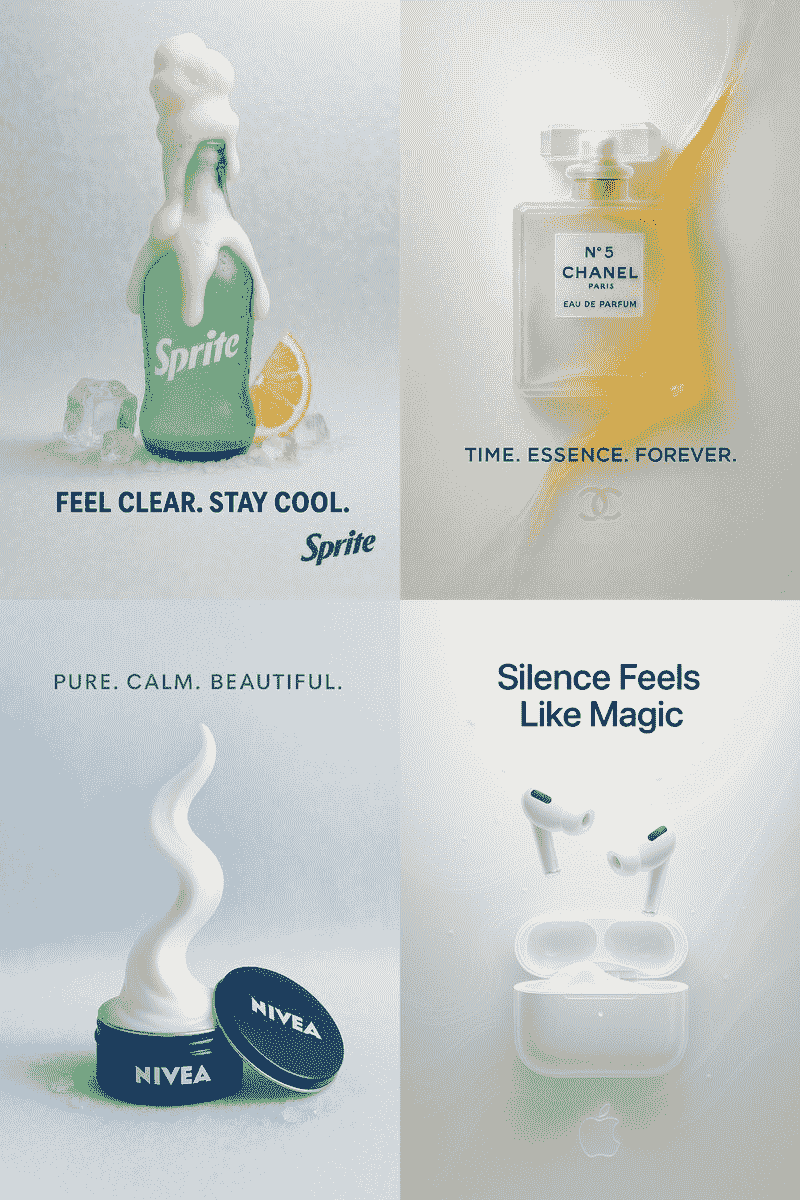 Sprite
FEEL CLEAR. STAY COOL.
Sprite
N°5
CHANEL
PARIS
EAU DE PARFUM
TIME. ESSENCE. FOREVER.
PURE. CALM. BEAUTIFUL.
NIVEA
NIVEA
Silence Feels
Like Magic